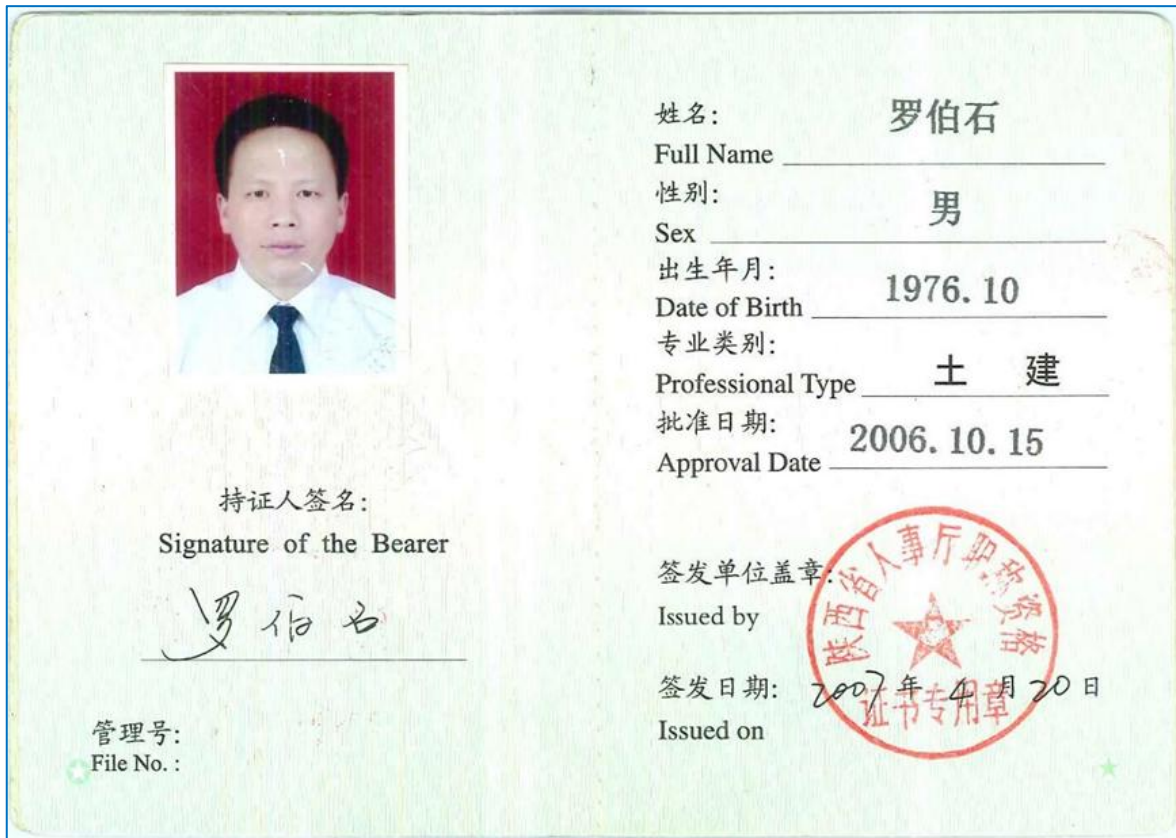 持证人签名:
Signature of the Bearer
罗伯石
管理号:
File No. :
姓名: 罗伯石
Full Name
性别: 男
Sex
出生年月: 1976.10
Date of Birth
专业类别: 土 建
Professional Type
批准日期: 2006.10.15
Approval Date
签发单位盖章:
Issued by
陕西省人事厅职称资格
证书专用章
签发日期: 2007年 4月20日
Issued on